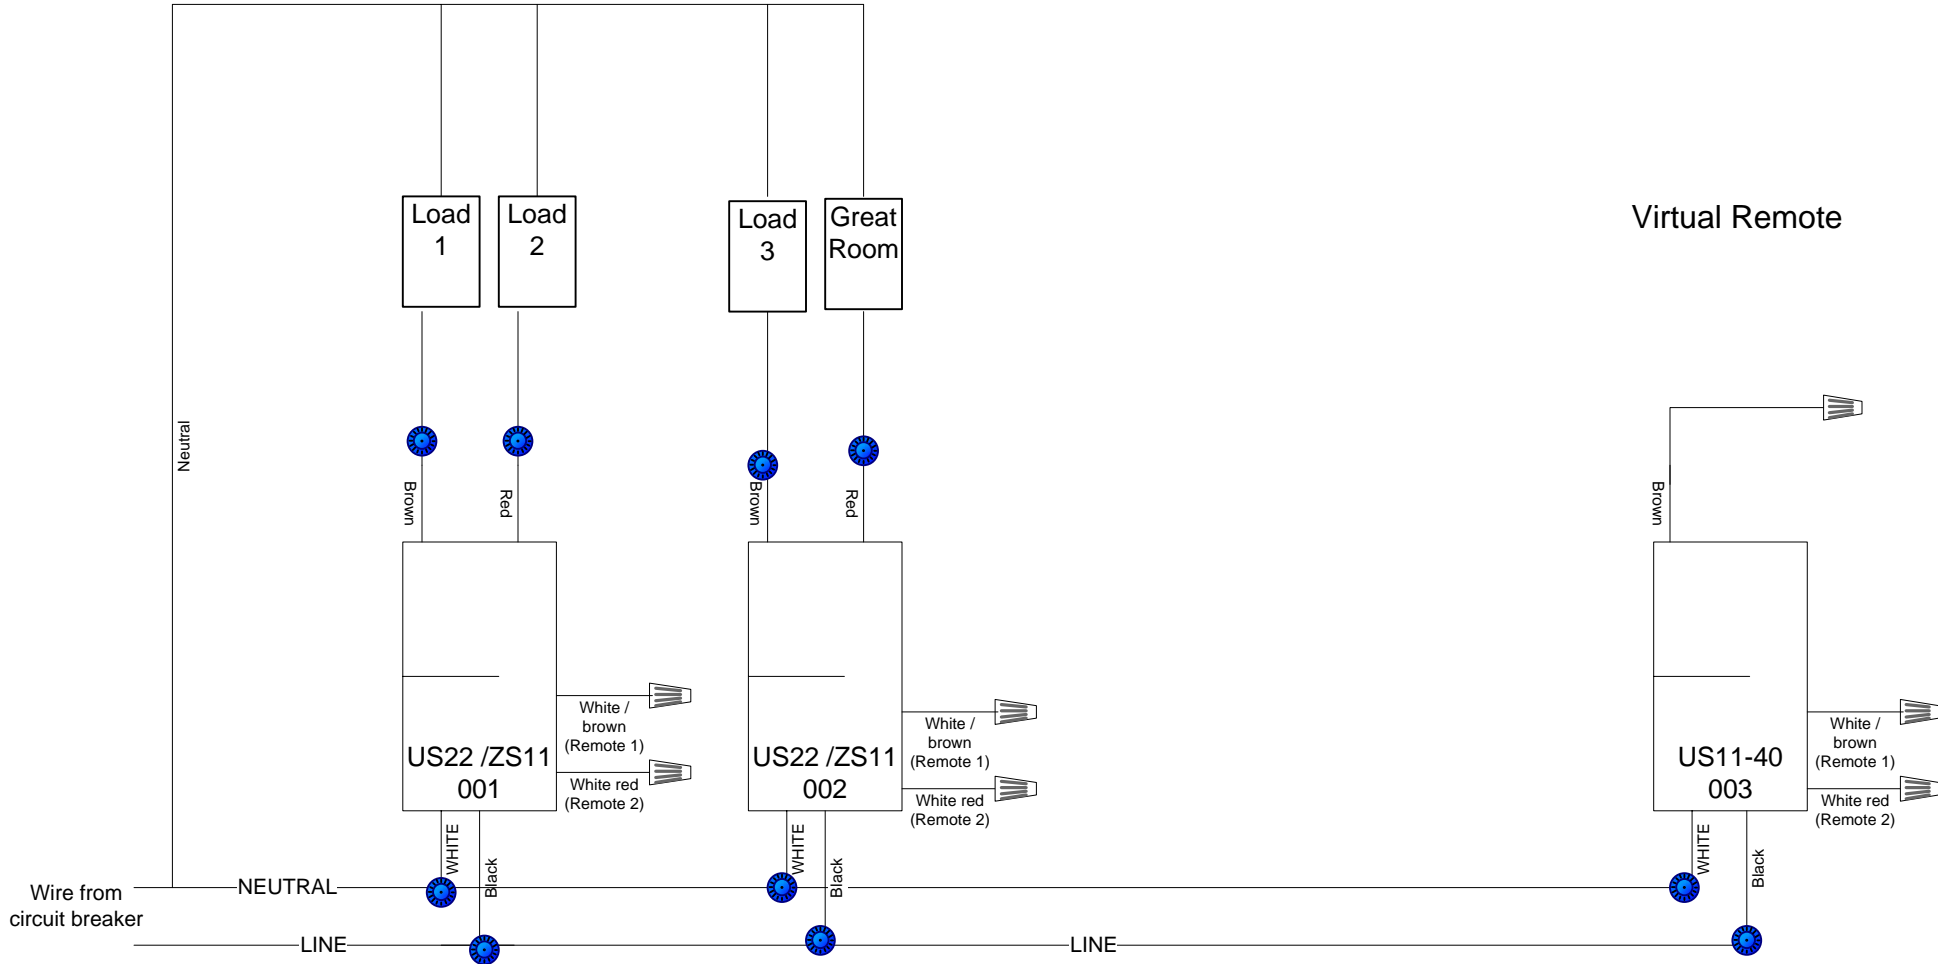 Load
1
Load
2
Load
3
Great
Room
Virtual Remote
Neutral
Brown
Red
Brown
Red
Brown
White /
brown
(Remote 1)
White red
(Remote 2)
US22 /ZS11
001
White /
brown
(Remote 1)
White red
(Remote 2)
US22 /ZS11
002
White /
brown
(Remote 1)
White red
(Remote 2)
US11-40
003
WHITE
Black
WHITE
Black
WHITE
Black
Wire from
circuit breaker
NEUTRAL
LINE
LINE